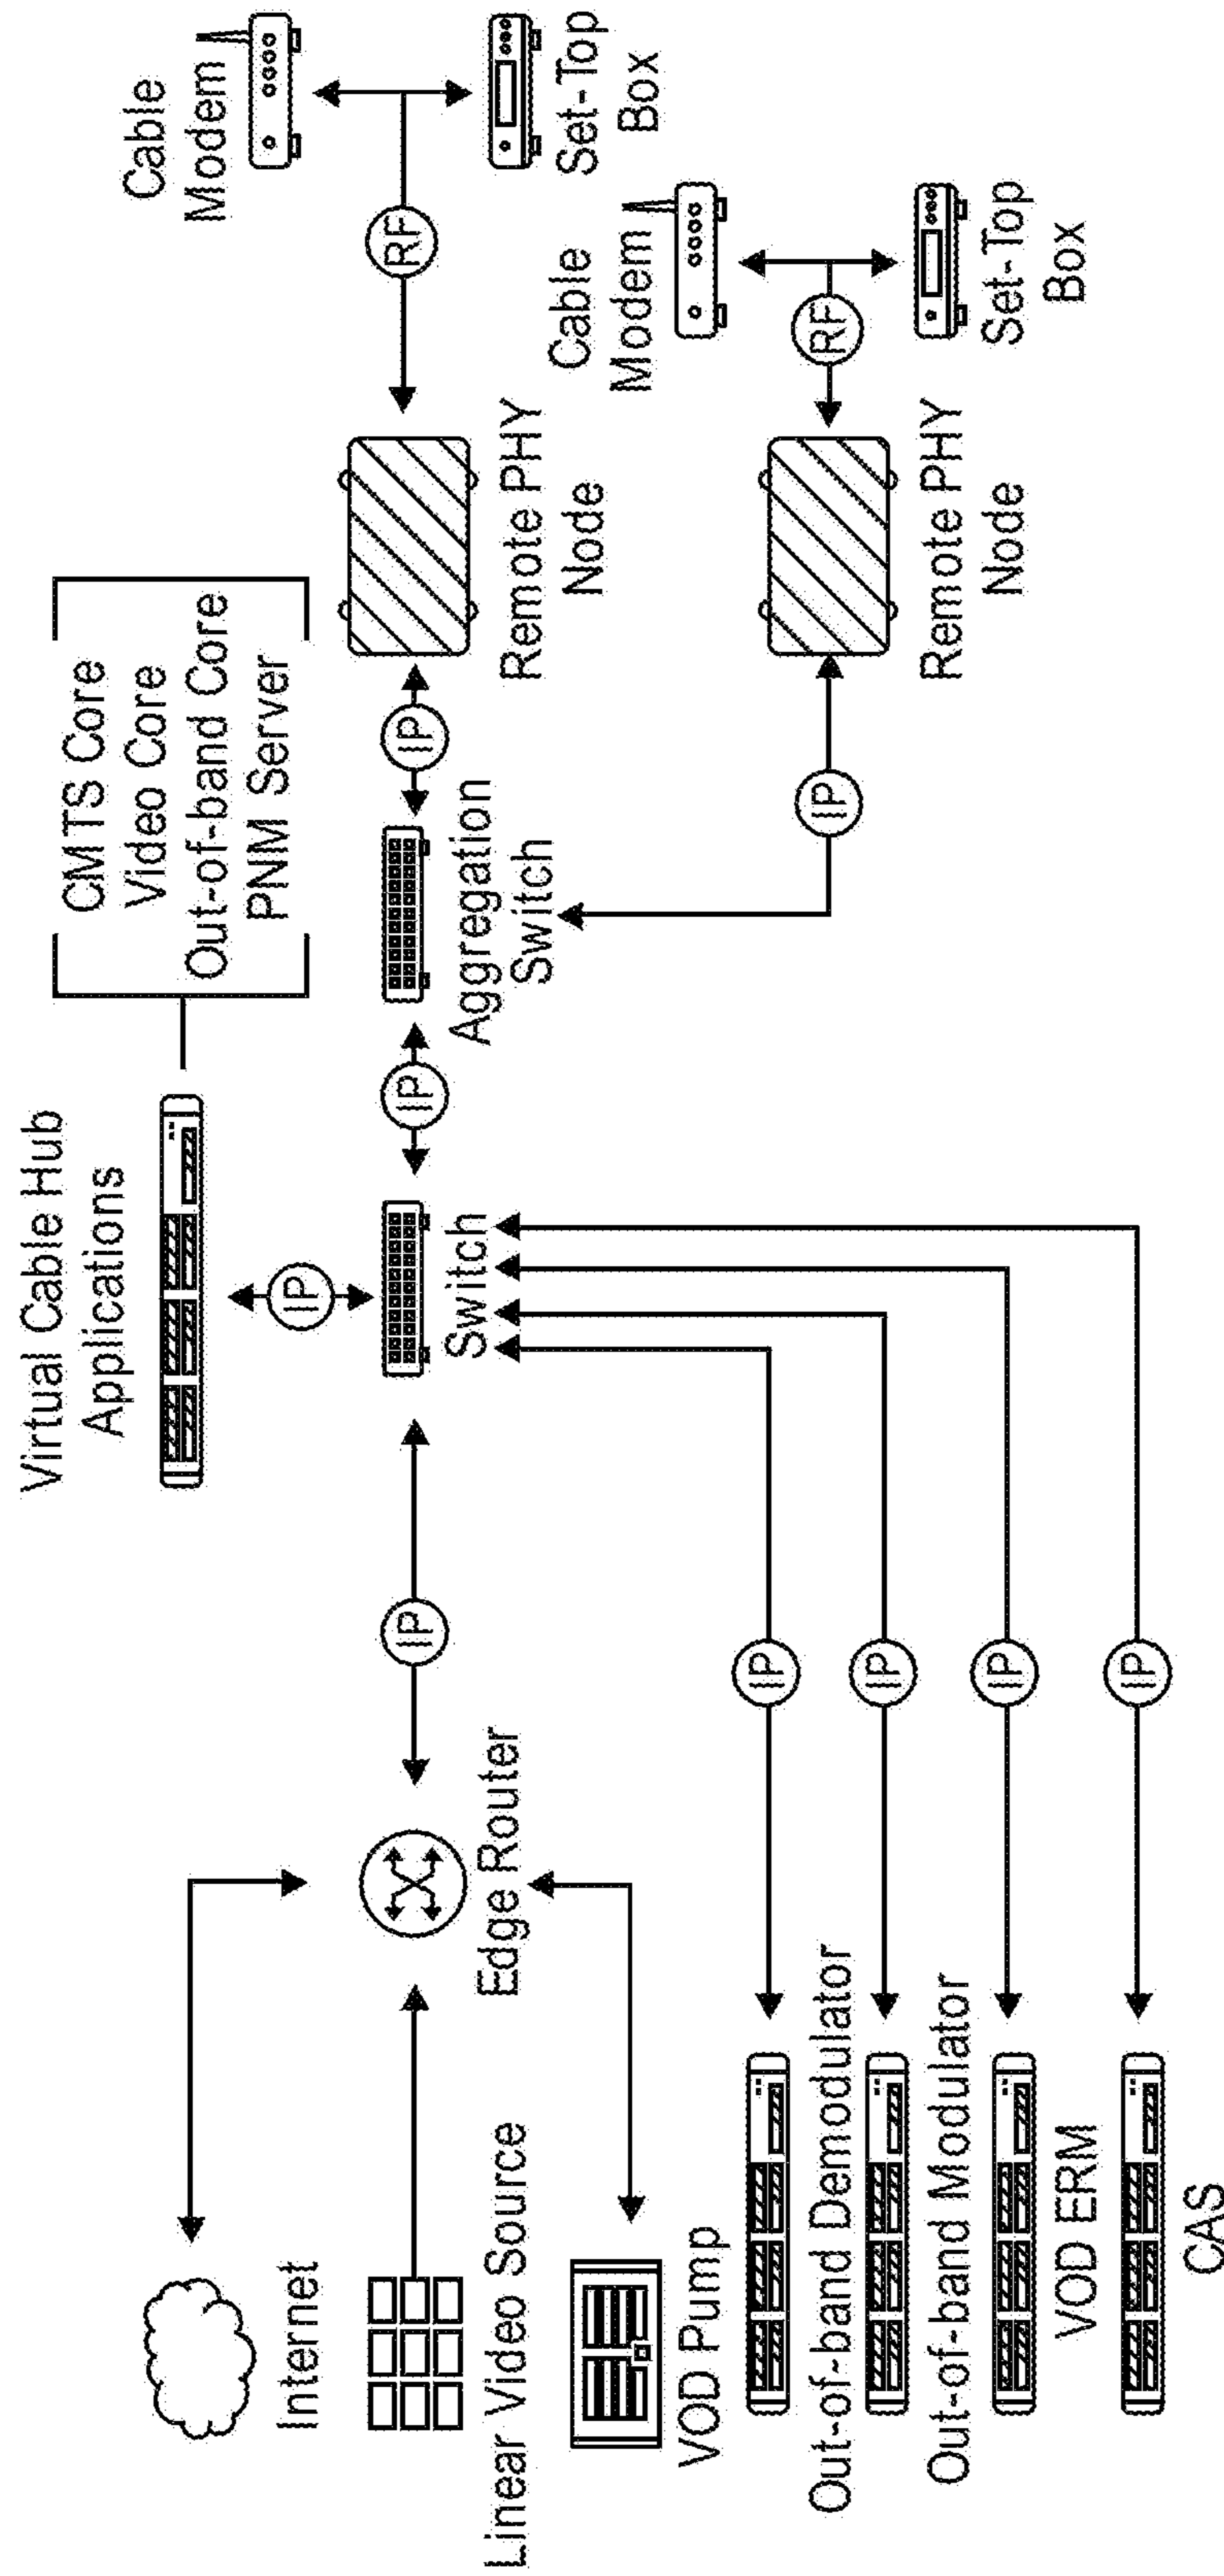 Virtual Cable Hub
Applications
CMTS Core
Video Core
Out-of-band Core
PNM Server
Cable
Modem
Set-Top
Box
RF
Remote PHY
Node
Cable
Modem
Set-Top
Box
RF
Remote PHY
Node
IP
IP
Aggregation
Switch
IP
IP
Switch
IP
Edge Router
Internet
Linear Video Source
VOD Pump
IP
Out-of-band Demodulator
IP
Out-of-band Modulator
IP
VOD ERM
IP
CAS